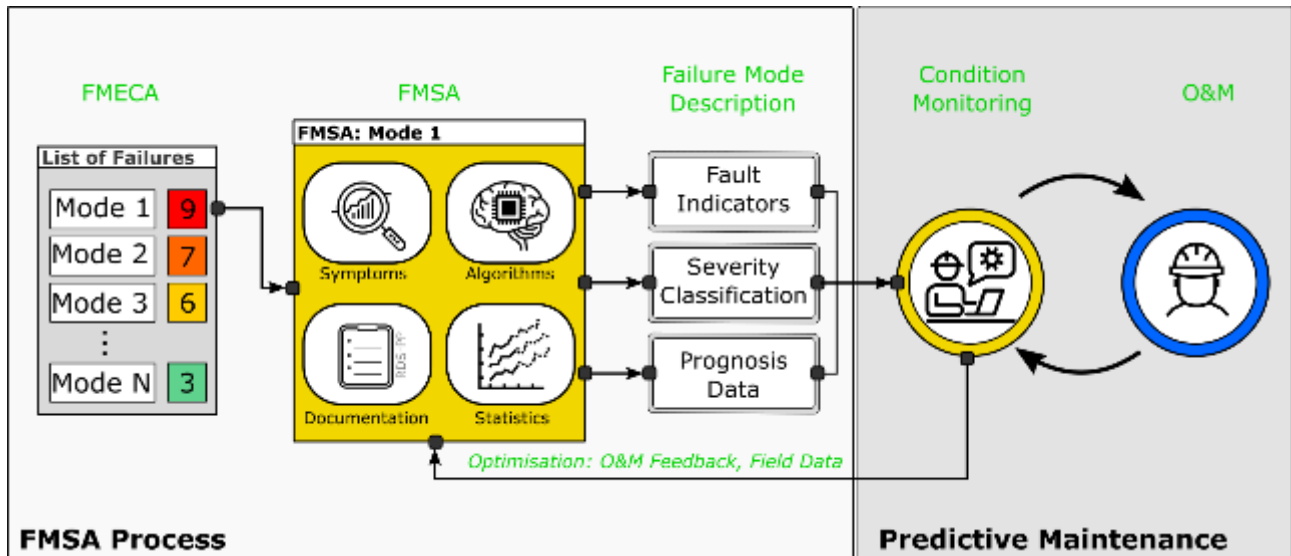 FMECA
FMSA
Failure Mode
Description
Condition
Monitoring
O&M
List of Failures
Mode 1
9
Mode 2
7
Mode 3
6
Mode N
3
FMSA: Mode 1
Symptoms
Algorithms
Documentation
RDS-PP
Statistics
Fault
Indicators
Severity
Classification
Prognosis
Data
Optimisation: O&M Feedback, Field Data
FMSA Process
Predictive Maintenance